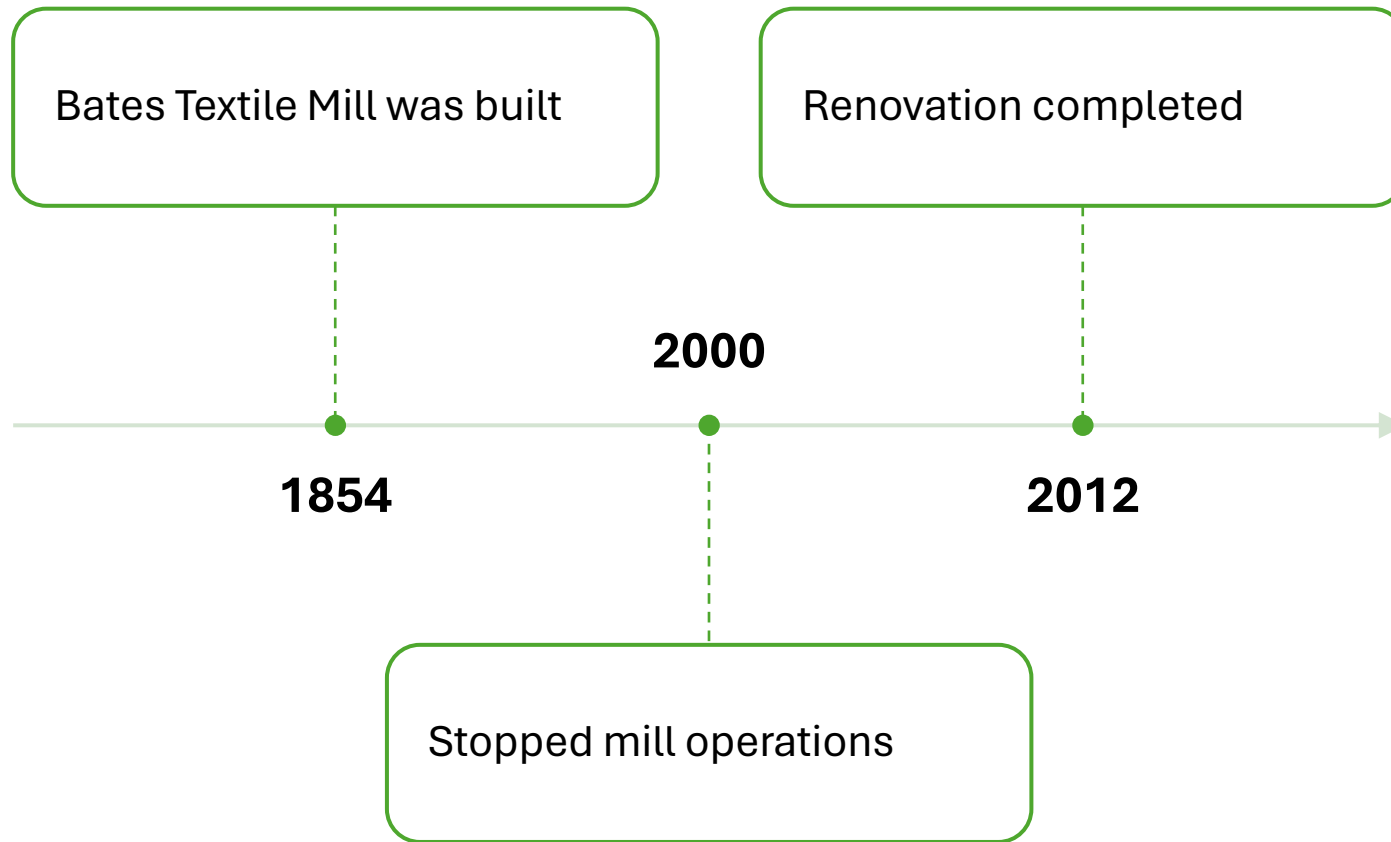 Bates Textile Mill was built
Renovation completed
2000
1854
2012
Stopped mill operations